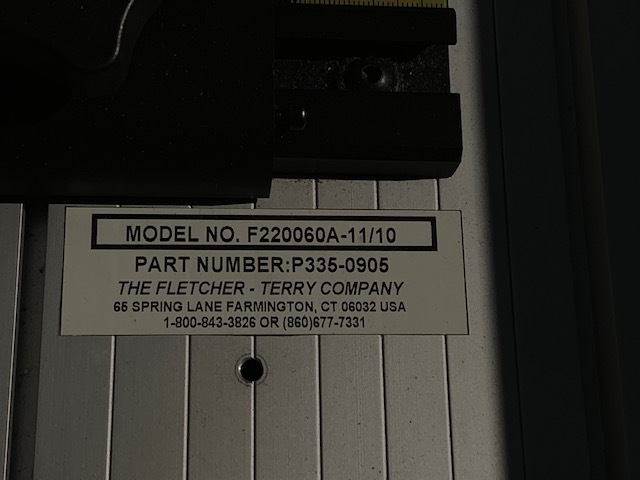 MODEL NO. F220060A-11/10
PART NUMBER:P335-0905
THE FLETCHER - TERRY COMPANY
65 SPRING LANE FARMINGTON, CT 06032 USA
1-800-843-3826 OR (860)677-7331